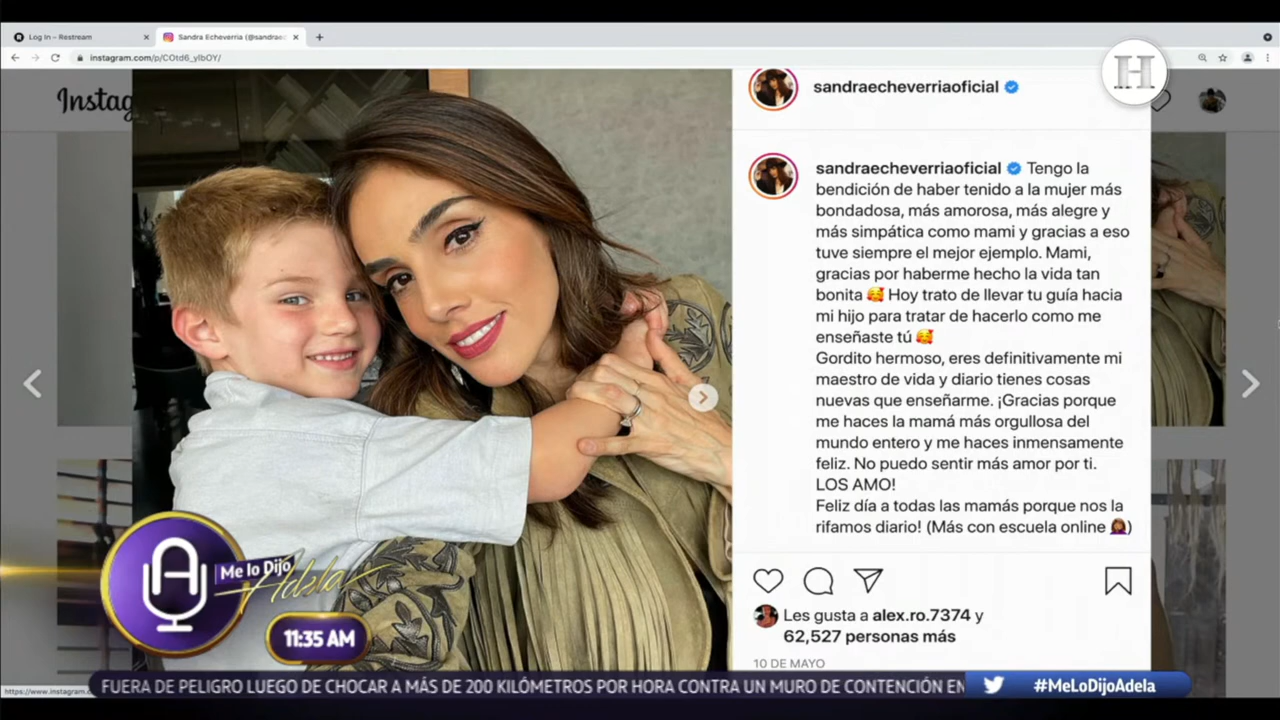 Log In – Restream
Sandra Echeverria (@sandraec
instagram.com/p/COtd6_ylbOY/
H
Instag
sandraecheverriaoficial
sandraecheverriaoficial Tengo la
bendición de haber tenido a la mujer más
bondadosa, más amorosa, más alegre y
más simpática como mami y gracias a eso
tuve siempre el mejor ejemplo. Mami,
gracias por haberme hecho la vida tan
bonita 🥰 Hoy trato de llevar tu guía hacia
mi hijo para tratar de hacerlo como me
enseñaste tú 🥰
Gordito hermoso, eres definitivamente mi
maestro de vida y diario tienes cosas
nuevas que enseñarme. ¡Gracias porque
me haces la mamá más orgullosa del
mundo entero y me haces inmensamente
feliz. No puedo sentir más amor por ti.
LOS AMO!
Feliz día a todas las mamás porque nos la
rifamos diario! (Más con escuela online 🤦🏽‍♀️)
Les gusta a alex.ro.7374 y
62,527 personas más
10 DE MAYO
A
Me lo Dijo
Adela
11:35 AM
https://www.instagram.c
FUERA DE PELIGRO LUEGO DE CHOCAR A MÁS DE 200 KILÓMETROS POR HORA CONTRA UN MURO DE CONTENCIÓN EN
#MeLoDijoAdela